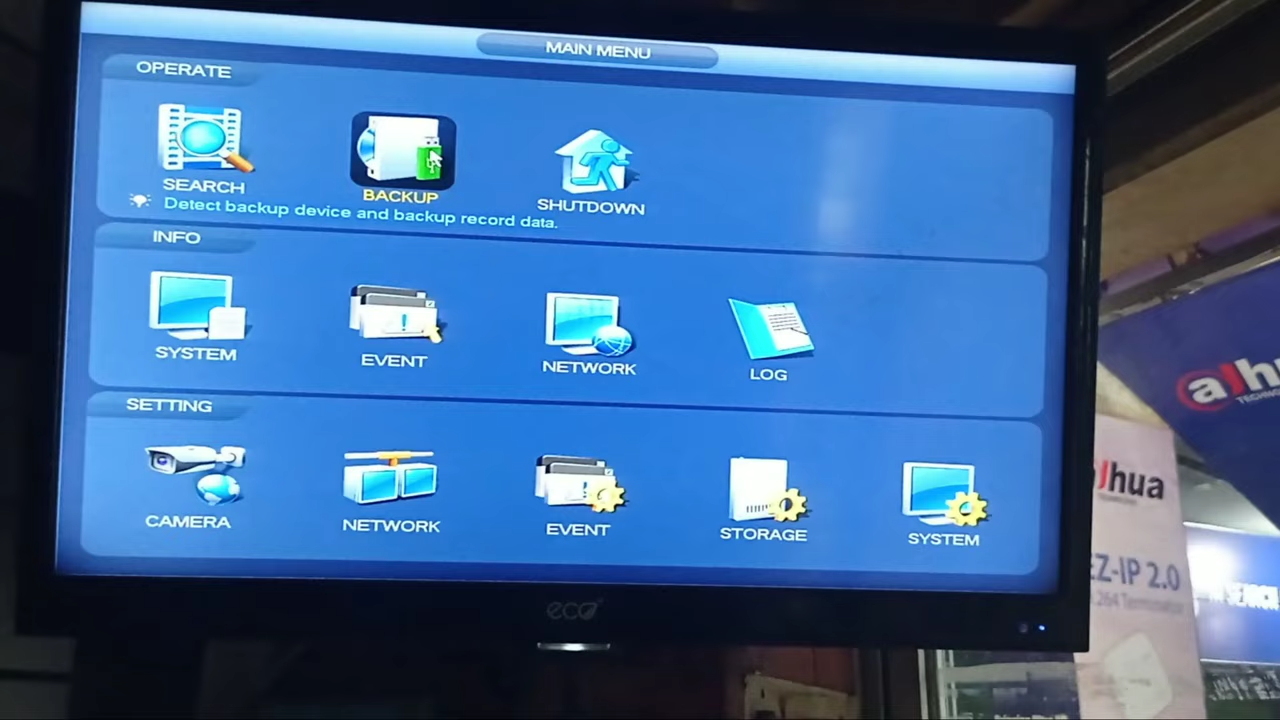 MAIN MENU
OPERATE
SEARCH
BACKUP
SHUTDOWN
Detect backup device and backup record data.
INFO
SYSTEM
EVENT
NETWORK
LOG
SETTING
CAMERA
NETWORK
EVENT
STORAGE
SYSTEM
eco
alhua
EZ-IP 2.0